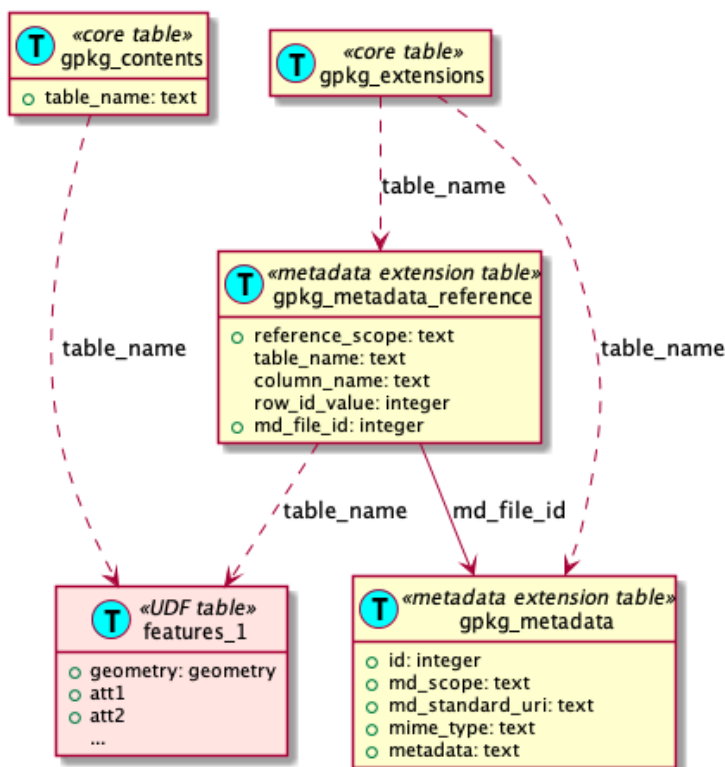 T «core table»
gpkg_contents
table_name: text
T «core table»
gpkg_extensions
table_name
T «metadata extension table»
gpkg_metadata_reference
reference_scope: text
table_name: text
column_name: text
row_id_value: integer
md_file_id: integer
table_name
table_name
table_name
md_file_id
T «UDF table»
features_1
geometry: geometry
att1
att2
...
T «metadata extension table»
gpkg_metadata
id: integer
md_scope: text
md_standard_uri: text
mime_type: text
metadata: text